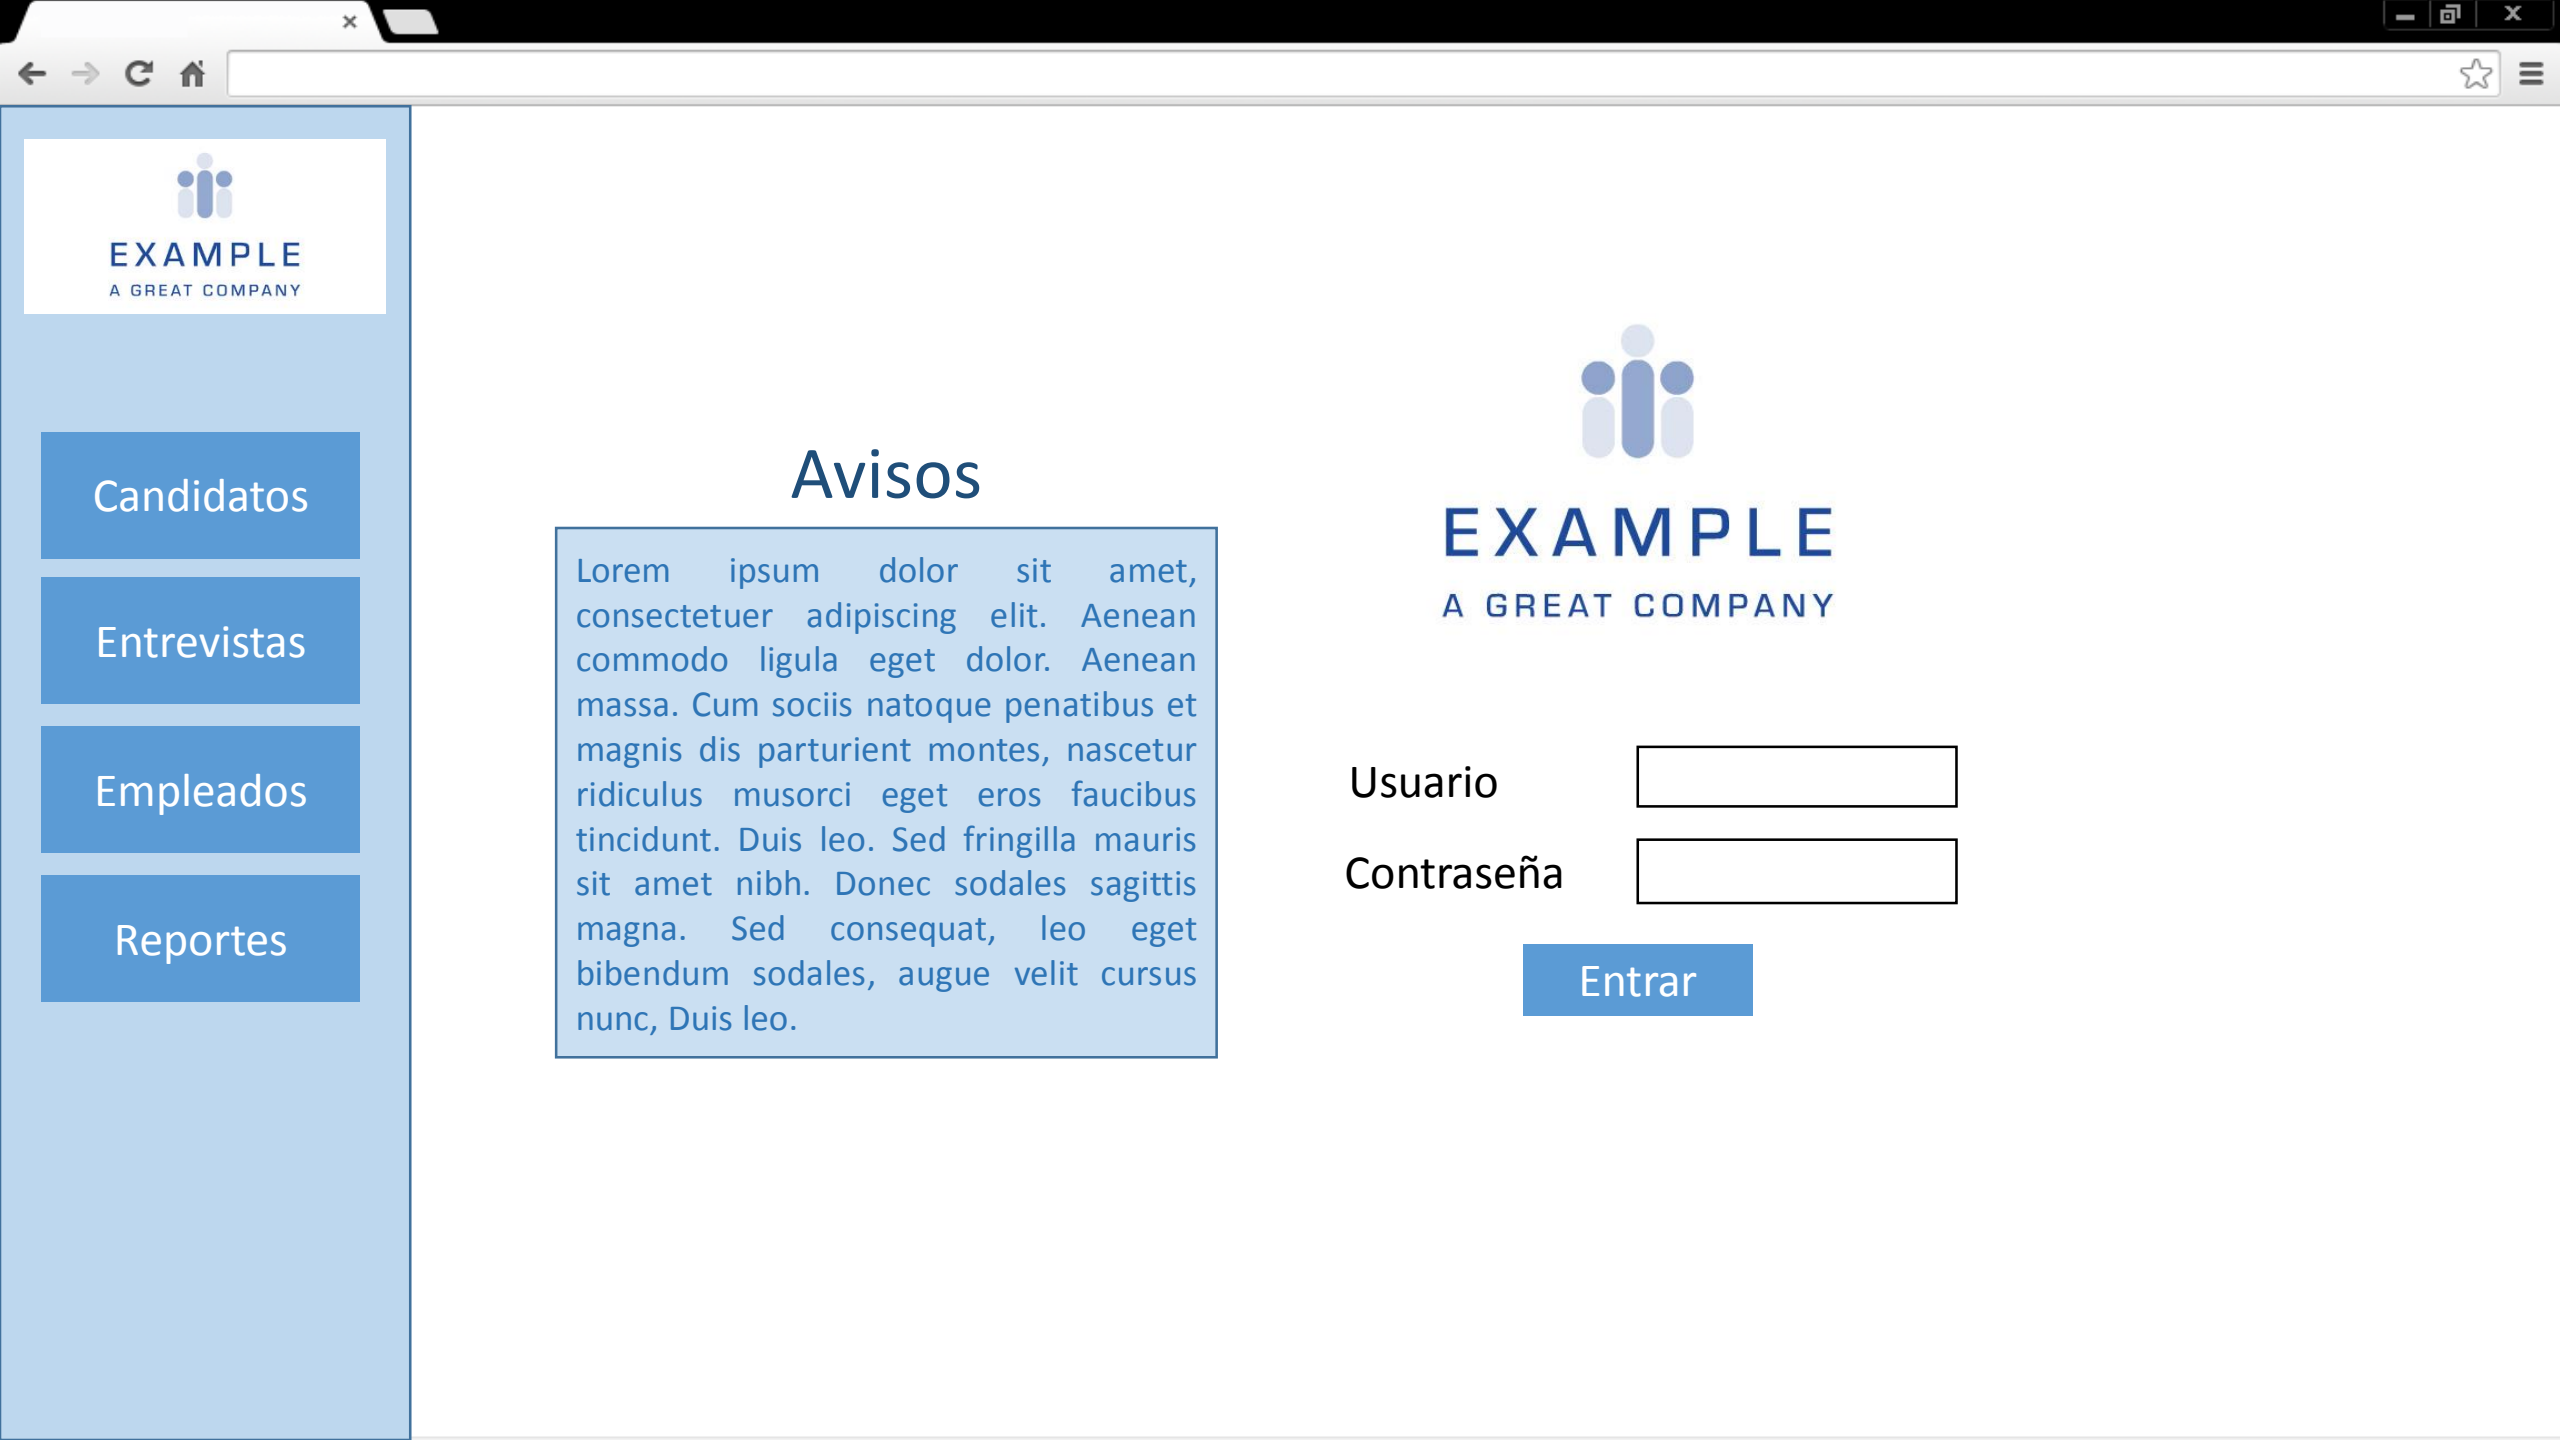 EXAMPLE
A GREAT COMPANY
Candidatos
Entrevistas
Empleados
Reportes
Avisos
Lorem ipsum dolor sit amet,
consectetuer adipiscing elit. Aenean
commodo ligula eget dolor. Aenean
massa. Cum sociis natoque penatibus et
magnis dis parturient montes, nascetur
ridiculus musorci eget eros faucibus
tincidunt. Duis leo. Sed fringilla mauris
sit amet nibh. Donec sodales sagittis
magna. Sed consequat, leo eget
bibendum sodales, augue velit cursus
nunc, Duis leo.
EXAMPLE
A GREAT COMPANY
Usuario
Contraseña
Entrar